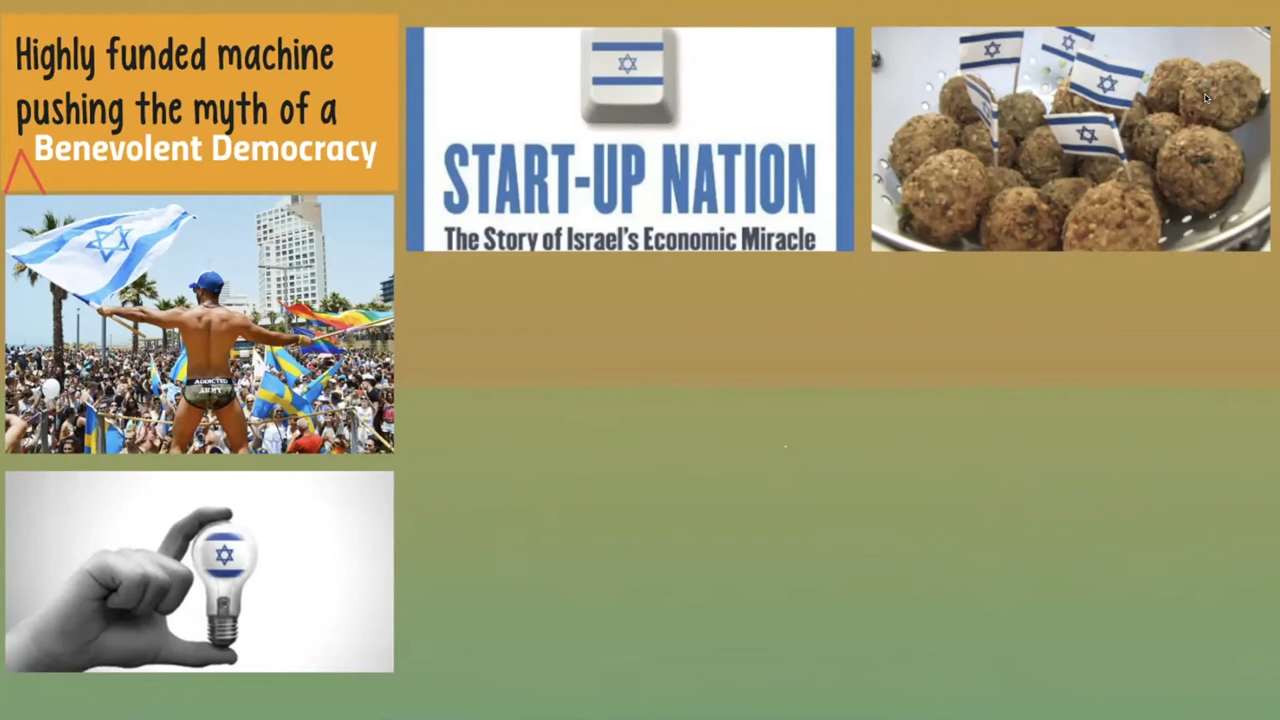 Highly funded machine
pushing the myth of a
Benevolent Democracy
START-UP NATION
The Story of Israel's Economic Miracle
ADDICTED
ARMY